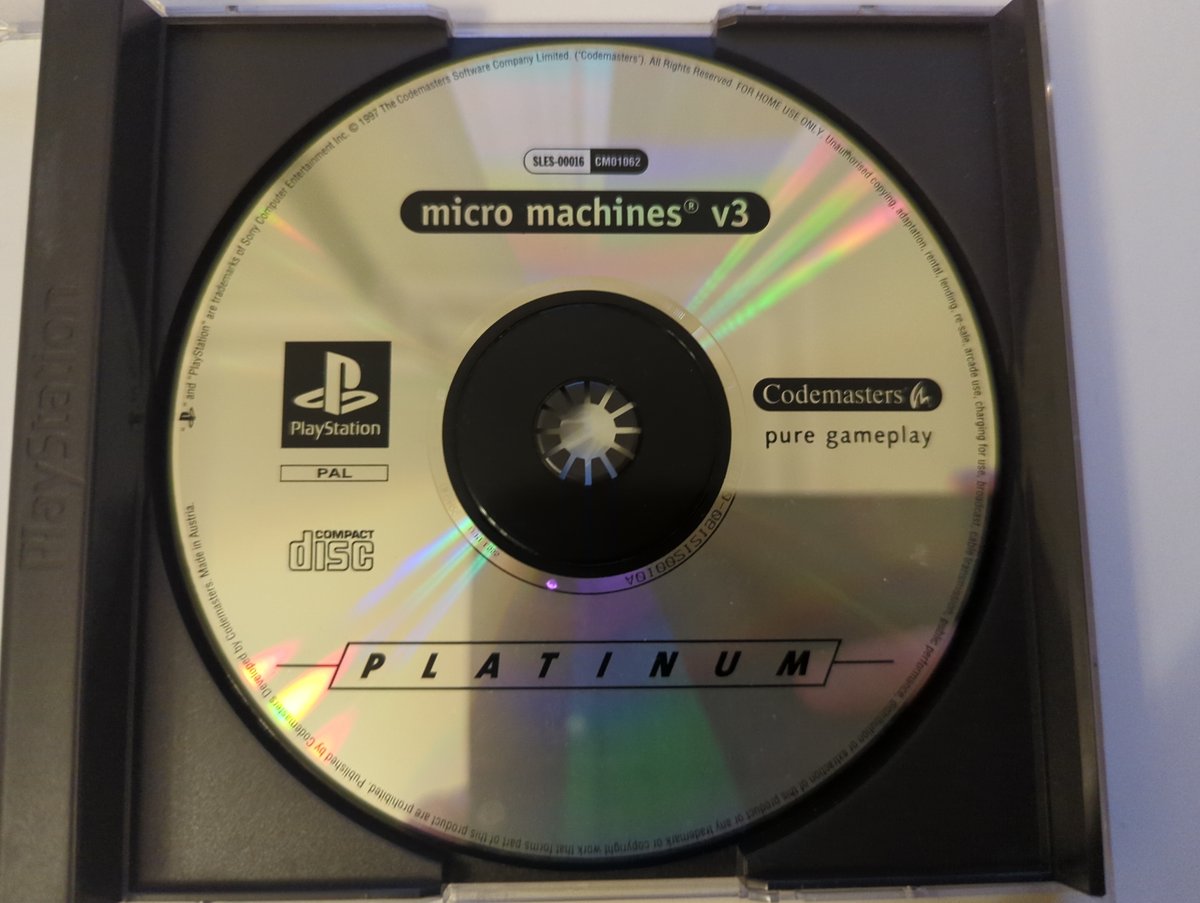 SLES-00016 CM01062
micro machines® v3
PlayStation
PAL
COMPACT
disc
Codemasters
pure gameplay
PLATINUM
" and "PlayStation" are trademarks of Sony Computer Entertainment Inc. © 1997 The Codemasters Software Company Limited. ("Codemasters"). All Rights Reserved. FOR HOME USE ONLY. Unauthorised copying, adaptation, rental, lending, re-sale, arcade use, charging for use, broadcast, cable transmission, public performance, distribution or extraction of this product or any trademark or copyright work that forms part of this product are prohibited. Published by Codemasters Developed by Codemasters. Made in Austria.
PlayStation